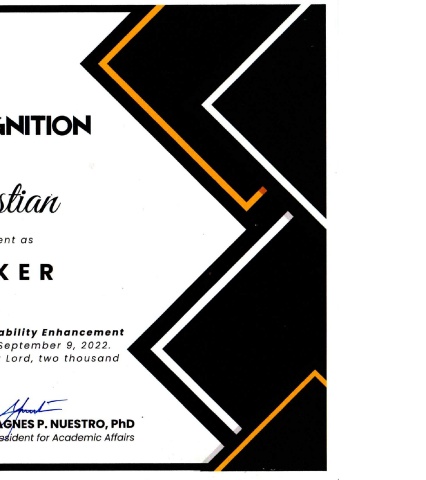 GNITION
stian
ent as
KER
ability Enhancement
September 9, 2022.
Lord, two thousand
AGNES P. NUESTRO, PhD
esident for Academic Affairs